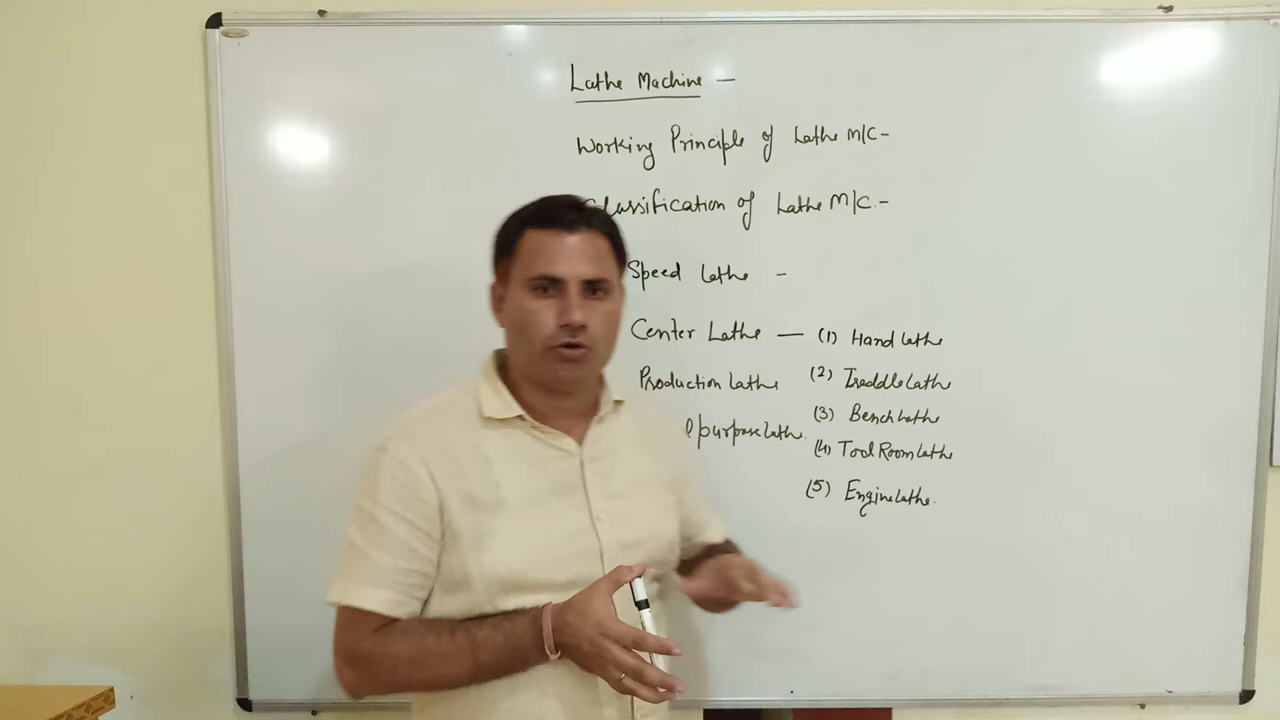 Lathe Machine —
Working Principle of Lathe M/C-
Classification of Lathe M/C.-
Speed Lathe -
Center Lathe — (1) Hand Lathe
Production Lathe (2) Treddle Lathe
(3) Bench Lathe
purpose Lathe.
(4) Tool Room Lathe
(5) Engine Lathe.